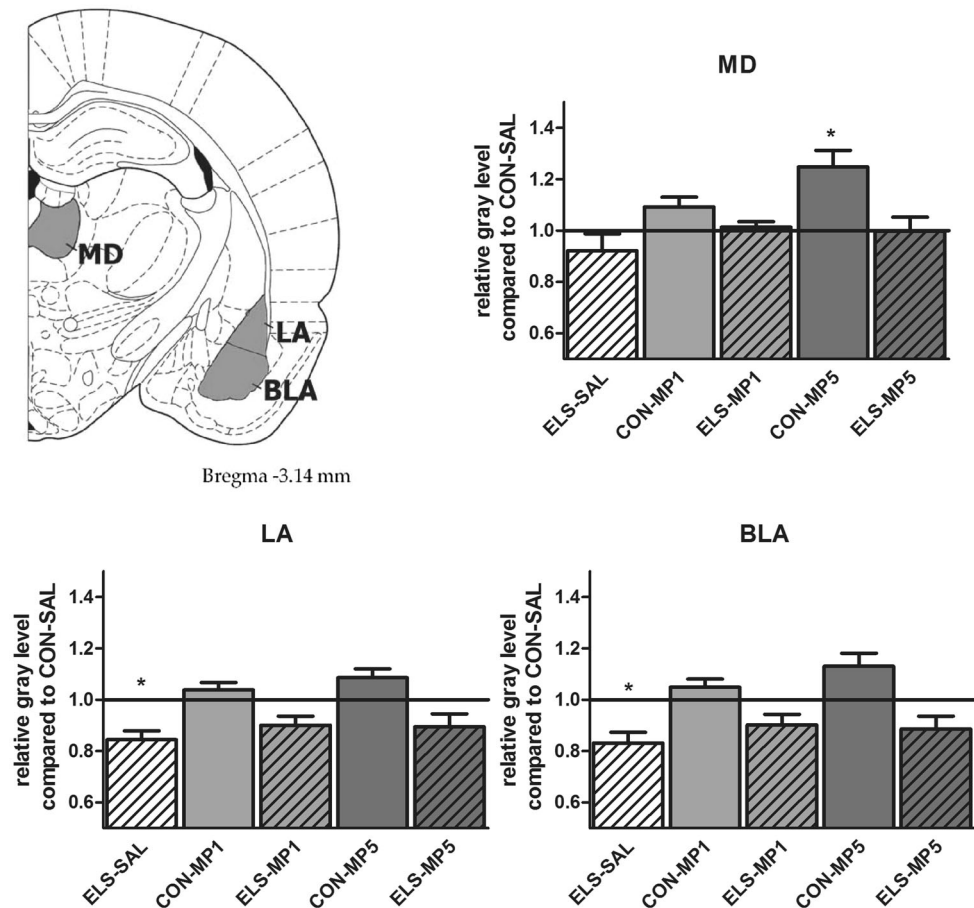 MD
LA
BLA
Bregma -3.14 mm
MD
relative gray level
compared to CON-SAL
1.4
1.2
1.0
0.8
0.6
*
ELS-SAL
CON-MP1
ELS-MP1
CON-MP5
ELS-MP5
LA
relative gray level
compared to CON-SAL
1.4
1.2
1.0
0.8
0.6
*
ELS-SAL
CON-MP1
ELS-MP1
CON-MP5
ELS-MP5
BLA
relative gray level
compared to CON-SAL
1.4
1.2
1.0
0.8
0.6
*
ELS-SAL
CON-MP1
ELS-MP1
CON-MP5
ELS-MP5